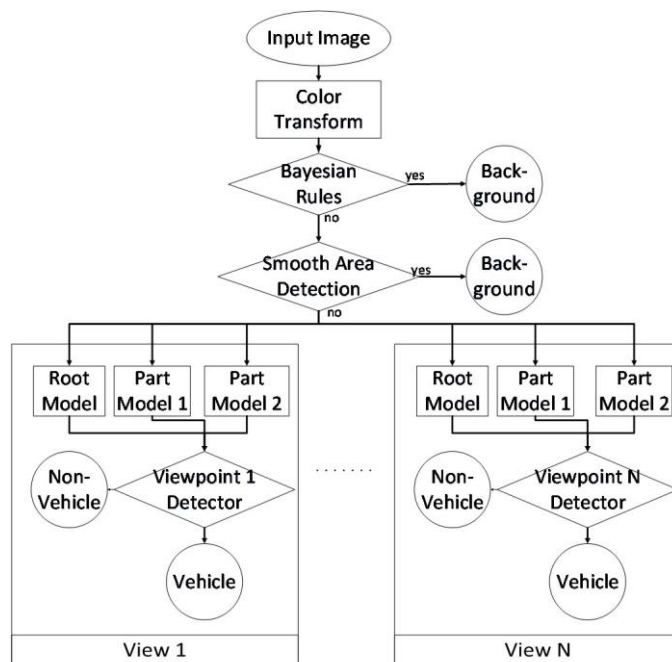 Input Image
Color
Transform
Bayesian
Rules
yes
Back-
ground
no
Smooth Area
Detection
yes
Back-
ground
no
Root
Model
Part
Model 1
Part
Model 2
Non-
Vehicle
Viewpoint 1
Detector
Vehicle
View 1
. . . . . . .
Root
Model
Part
Model 1
Part
Model 2
Non-
Vehicle
Viewpoint N
Detector
Vehicle
View N